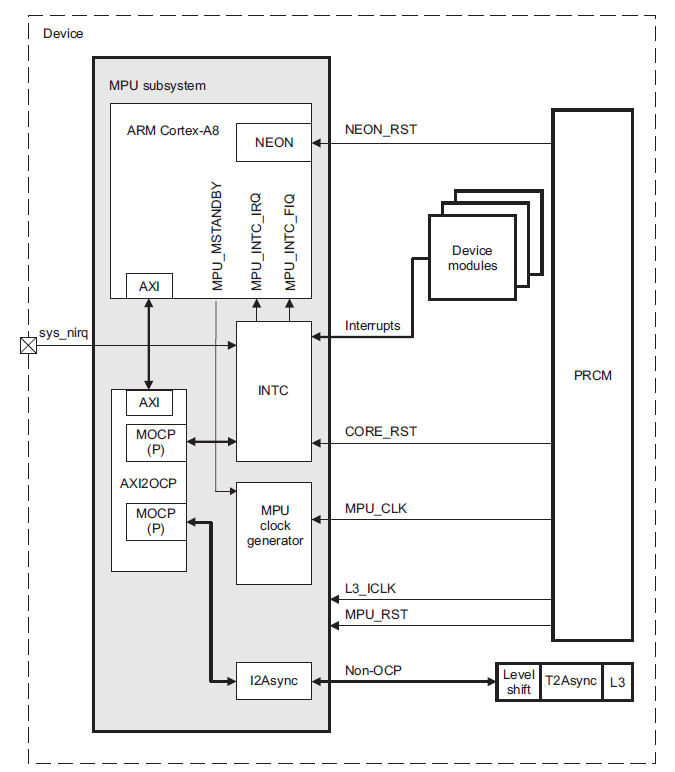 Device
MPU subsystem
ARM Cortex-A8
NEON
NEON_RST
MPU_MSTANDBY
MPU_INTC_IRQ
MPU_INTC_FIQ
Device
modules
AXI
sys_nirq
Interrupts
INTC
PRCM
AXI
MOCP
(P)
CORE_RST
AXI2OCP
MOCP
(P)
MPU
clock
generator
MPU_CLK
L3_ICLK
MPU_RST
I2Async
Non-OCP
Level
shift
T2Async
L3